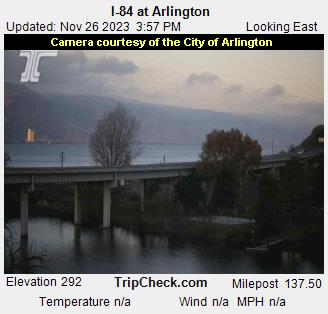 I-84 at Arlington
Updated: Nov 26 2023 3:57 PM Looking East
Camera courtesy of the City of Arlington
Elevation 292 TripCheck.com Milepost 137.50
Temperature n/a Wind n/a MPH n/a